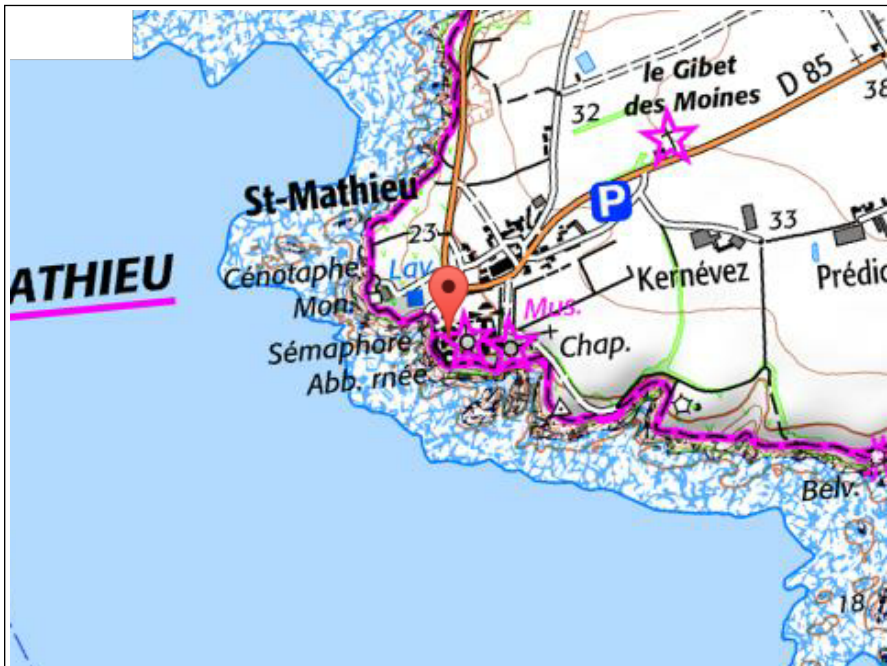 le Gibet
des Moines
D 85
38
32
St-Mathieu
P
23
33
ATHIEU
Cénotaphe
Lav.
Kernévez
Prédic
Mon.
Mus.
Sémaphore
Chap.
Abb. rnée
Belv.
18